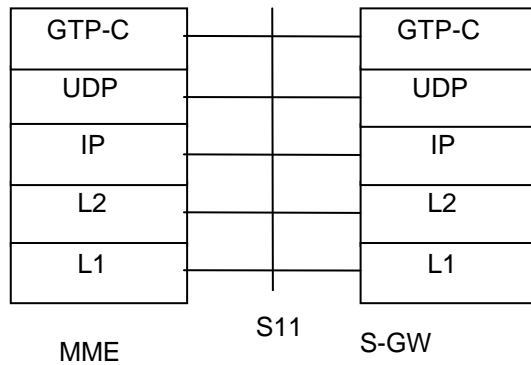 GTP-C GTP-C
UDP UDP
IP IP
L2 L2
L1 L1
S11
MME S-GW